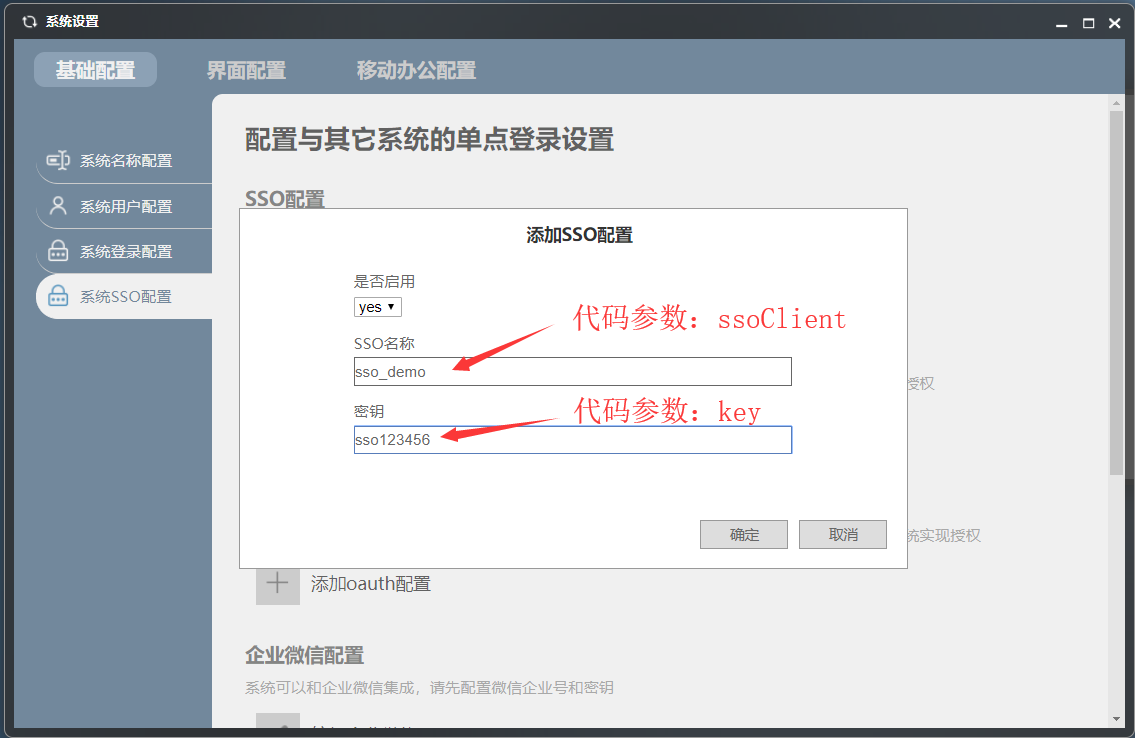 系统设置
基础配置
界面配置
移动办公配置
系统名称配置
系统用户配置
系统登录配置
系统SSO配置
配置与其它系统的单点登录设置
SSO配置
添加SSO配置
是否启用
yes
代码参数：ssoClient
SSO名称
sso_demo
授权
密钥
代码参数：key
sso123456
确定
取消
统实现授权
添加oauth配置
企业微信配置
系统可以和企业微信集成，请先配置微信企业号和密钥